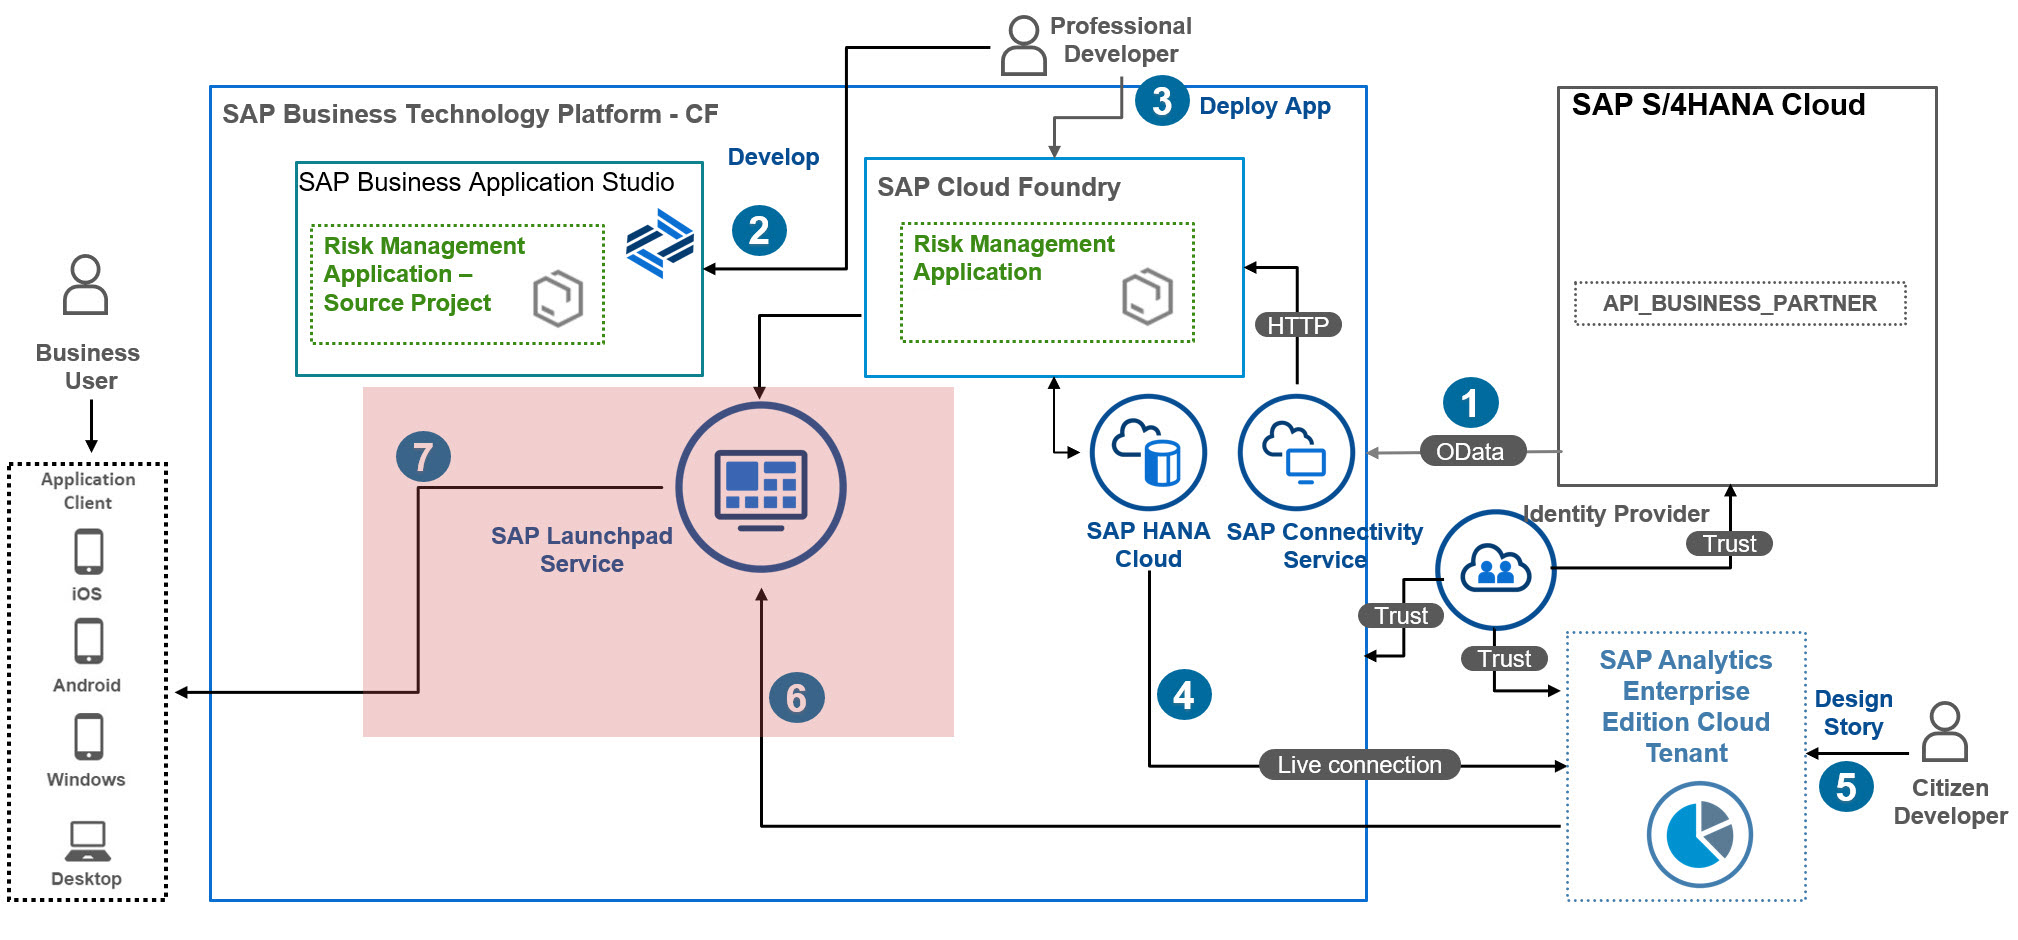 Professional
Developer
3
Deploy App
SAP Business Technology Platform - CF
SAP S/4HANA Cloud
Develop
SAP Business Application Studio
2
Risk Management
Application –
Source Project
SAP Cloud Foundry
Risk Management
Application
HTTP
API_BUSINESS_PARTNER
Business
User
Application
Client
iOS
Android
Windows
Desktop
7
SAP Launchpad
Service
6
SAP HANA
Cloud
SAP Connectivity
Service
1
OData
Identity Provider
Trust
Trust
Trust
4
Live connection
SAP Analytics
Enterprise
Edition Cloud
Tenant
Design
Story
5
Citizen
Developer